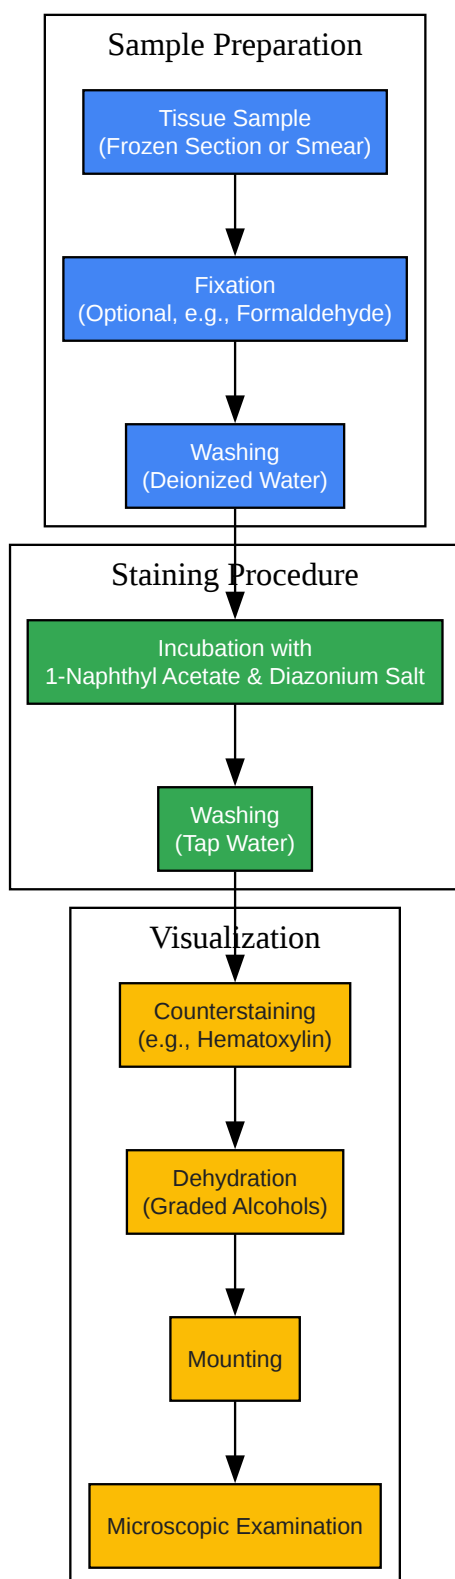 Sample Preparation
Tissue Sample
(Frozen Section or Smear)
Fixation
(Optional, e.g., Formaldehyde)
Washing
(Deionized Water)
Staining Procedure
Incubation with
1-Naphthyl Acetate & Diazonium Salt
Washing
(Tap Water)
Visualization
Counterstaining
(e.g., Hematoxylin)
Dehydration
(Graded Alcohols)
Mounting
Microscopic Examination